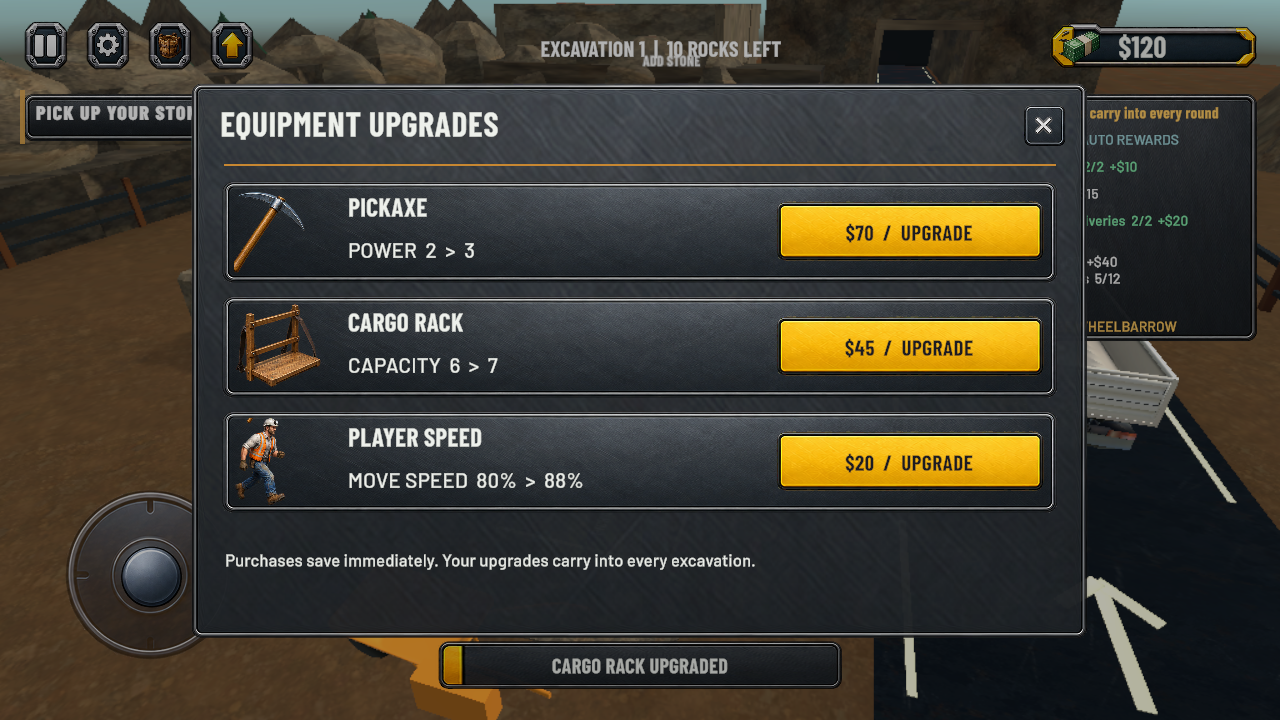 EXCAVATION 1 | 10 ROCKS LEFT
ADD STONE
$120
PICK UP YOUR
EQUIPMENT UPGRADES
carry into every round
AUTO REWARDS
2/2 +$10
15
2/2 +$20
+$40
5/12
WHEELBARROW
PICKAXE
POWER 2 > 3
$70 / UPGRADE
CARGO RACK
CAPACITY 6 > 7
$45 / UPGRADE
PLAYER SPEED
MOVE SPEED 80% > 88%
$20 / UPGRADE
Purchases save immediately. Your upgrades carry into every excavation.
CARGO RACK UPGRADED